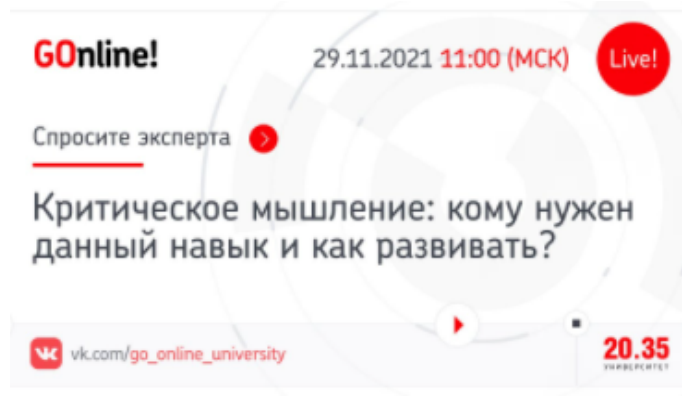 GOnline!
29.11.2021 11:00 (МСК)
Live!
Спросите эксперта
Критическое мышление: кому нужен
данный навык и как развивать?
vk.com/go_online_university
20.35
УНИВЕРСИТЕТ